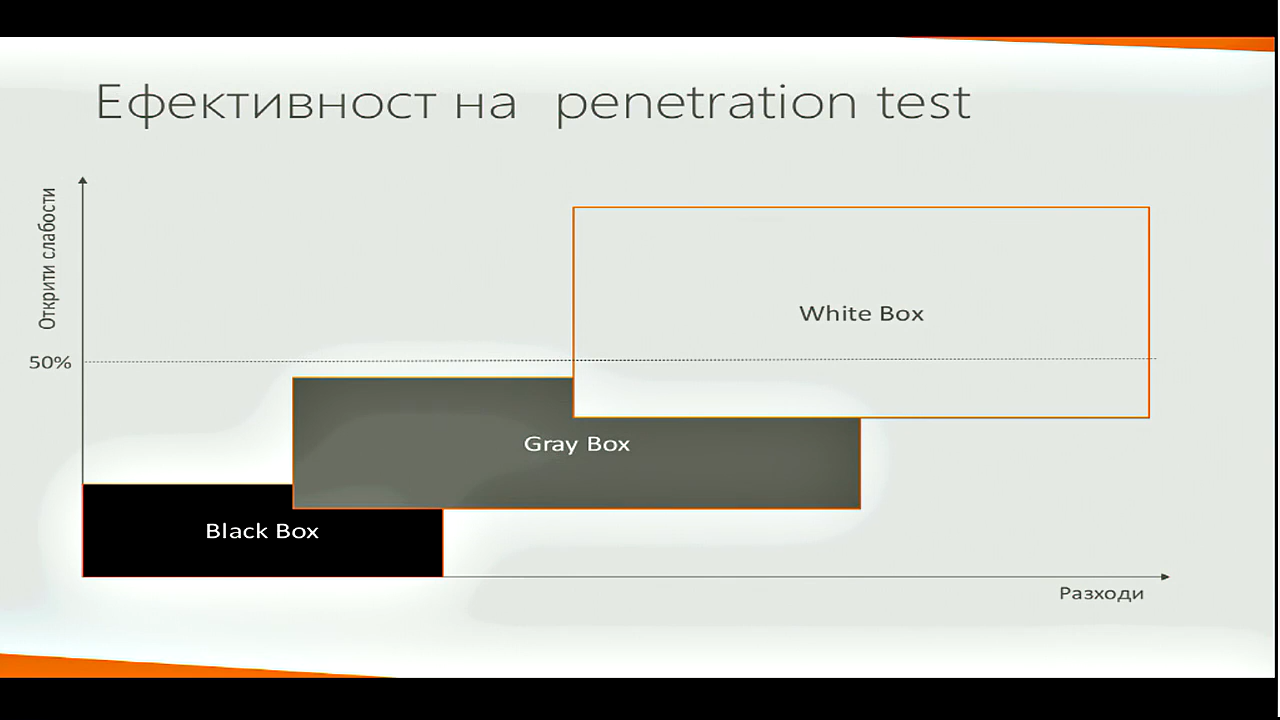 Ефективност на penetration test
Открити слабости
White Box
50%
Gray Box
Black Box
Разходи